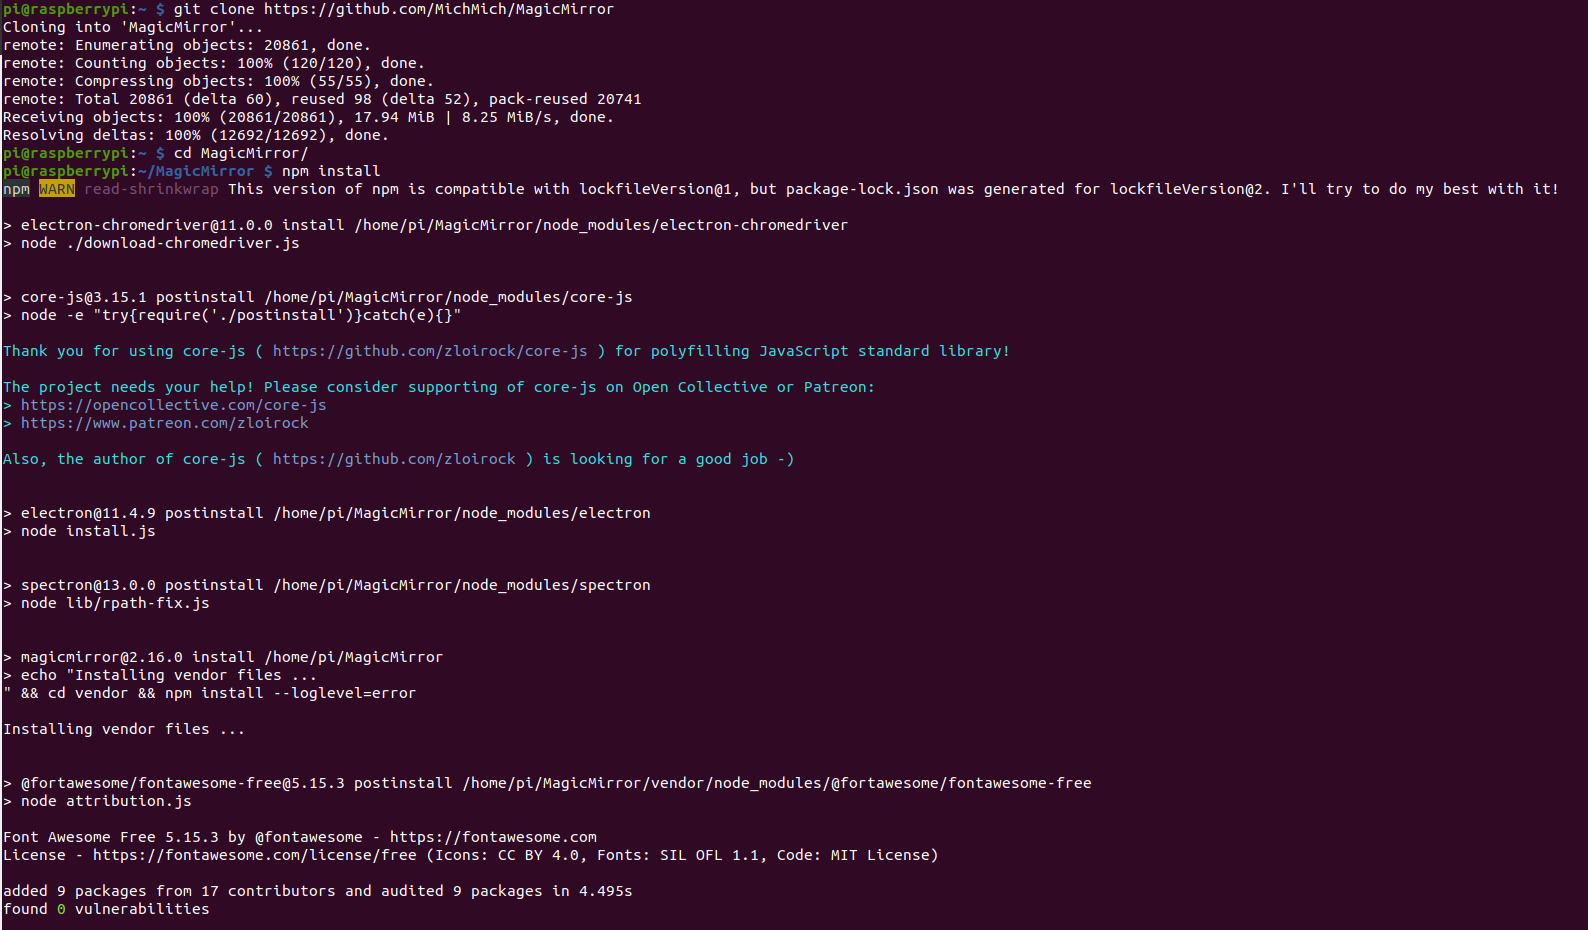 pi@raspberrypi:~ $ git clone https://github.com/MichMich/MagicMirror
Cloning into 'MagicMirror'...
remote: Enumerating objects: 20861, done.
remote: Counting objects: 100% (120/120), done.
remote: Compressing objects: 100% (55/55), done.
remote: Total 20861 (delta 60), reused 98 (delta 52), pack-reused 20741
Receiving objects: 100% (20861/20861), 17.94 MiB | 8.25 MiB/s, done.
Resolving deltas: 100% (12692/12692), done.
pi@raspberrypi:~ $ cd MagicMirror/
pi@raspberrypi:~/MagicMirror $ npm install
npm WARN read-shrinkwrap This version of npm is compatible with lockfileVersion@1, but package-lock.json was generated for lockfileVersion@2. I'll try to do my best with it!
> electron-chromedriver@11.0.0 install /home/pi/MagicMirror/node_modules/electron-chromedriver
> node ./download-chromedriver.js
> core-js@3.15.1 postinstall /home/pi/MagicMirror/node_modules/core-js
> node -e "try{require('./postinstall')}catch(e){}"
Thank you for using core-js ( https://github.com/zloirock/core-js ) for polyfilling JavaScript standard library!
The project needs your help! Please consider supporting of core-js on Open Collective or Patreon:
> https://opencollective.com/core-js
> https://www.patreon.com/zloirock
Also, the author of core-js ( https://github.com/zloirock ) is looking for a good job -)
> electron@11.4.9 postinstall /home/pi/MagicMirror/node_modules/electron
> node install.js
> spectron@13.0.0 postinstall /home/pi/MagicMirror/node_modules/spectron
> node lib/rpath-fix.js
> magicmirror@2.16.0 install /home/pi/MagicMirror
> echo "Installing vendor files ...
" && cd vendor && npm install --loglevel=error
Installing vendor files ...
> @fortawesome/fontawesome-free@5.15.3 postinstall /home/pi/MagicMirror/vendor/node_modules/@fortawesome/fontawesome-free
> node attribution.js
Font Awesome Free 5.15.3 by @fontawesome - https://fontawesome.com
License - https://fontawesome.com/license/free (Icons: CC BY 4.0, Fonts: SIL OFL 1.1, Code: MIT License)
added 9 packages from 17 contributors and audited 9 packages in 4.495s
found 0 vulnerabilities